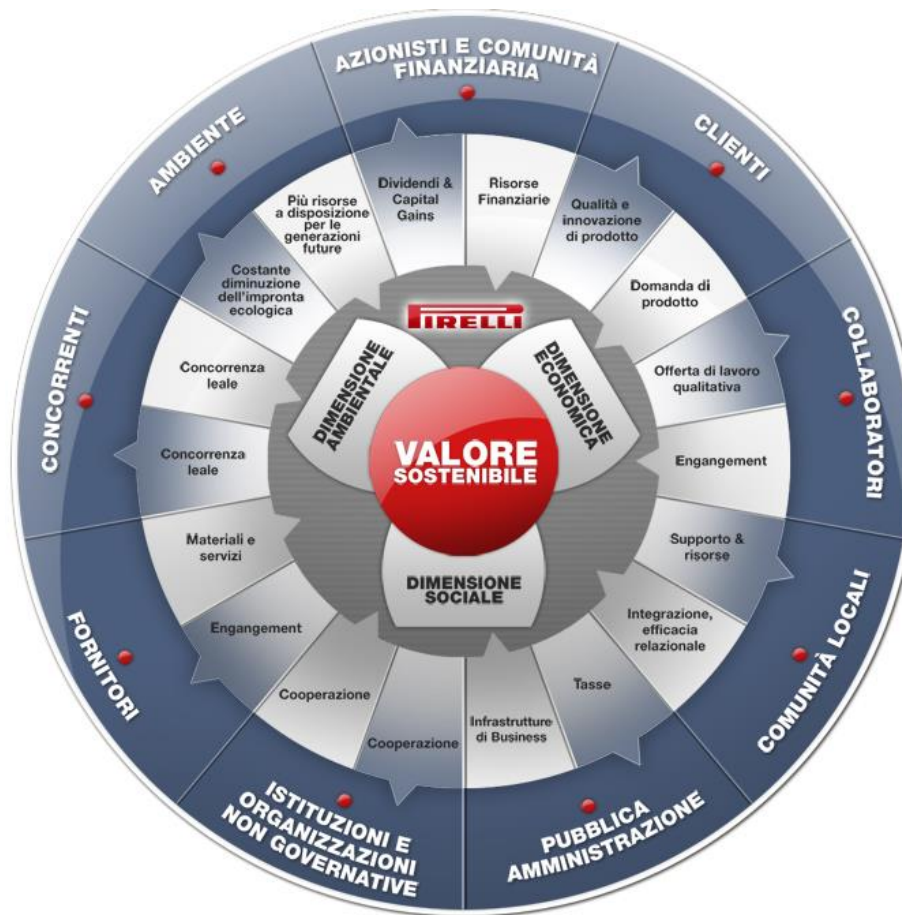 AZIONISTI E COMUNITÀ
FINANZIARIA
CLIENTI
COLLABORATORI
COMUNITÀ LOCALI
PUBBLICA
AMMINISTRAZIONE
ISTITUZIONI E
ORGANIZZAZIONI
NON GOVERNATIVE
FORNITORI
CONCORRENTI
AMBIENTE
Dividendi &
Capital
Gains
Risorse
Finanziarie
Qualità e
innovazione
di prodotto
Domanda di
prodotto
Offerta di lavoro
qualitativa
Engangement
Supporto &
risorse
Integrazione,
efficacia
relazionale
Tasse
Infrastrutture
di Business
Cooperazione
Cooperazione
Engangement
Materiali e
servizi
Concorrenza
leale
Concorrenza
leale
Costante
diminuzione
dell'impronta
ecologica
Più risorse
a disposizione
per le
generazioni
future
PIRELLI
DIMENSIONE
AMBIENTALE
DIMENSIONE
ECONOMICA
VALORE
SOSTENIBILE
DIMENSIONE
SOCIALE